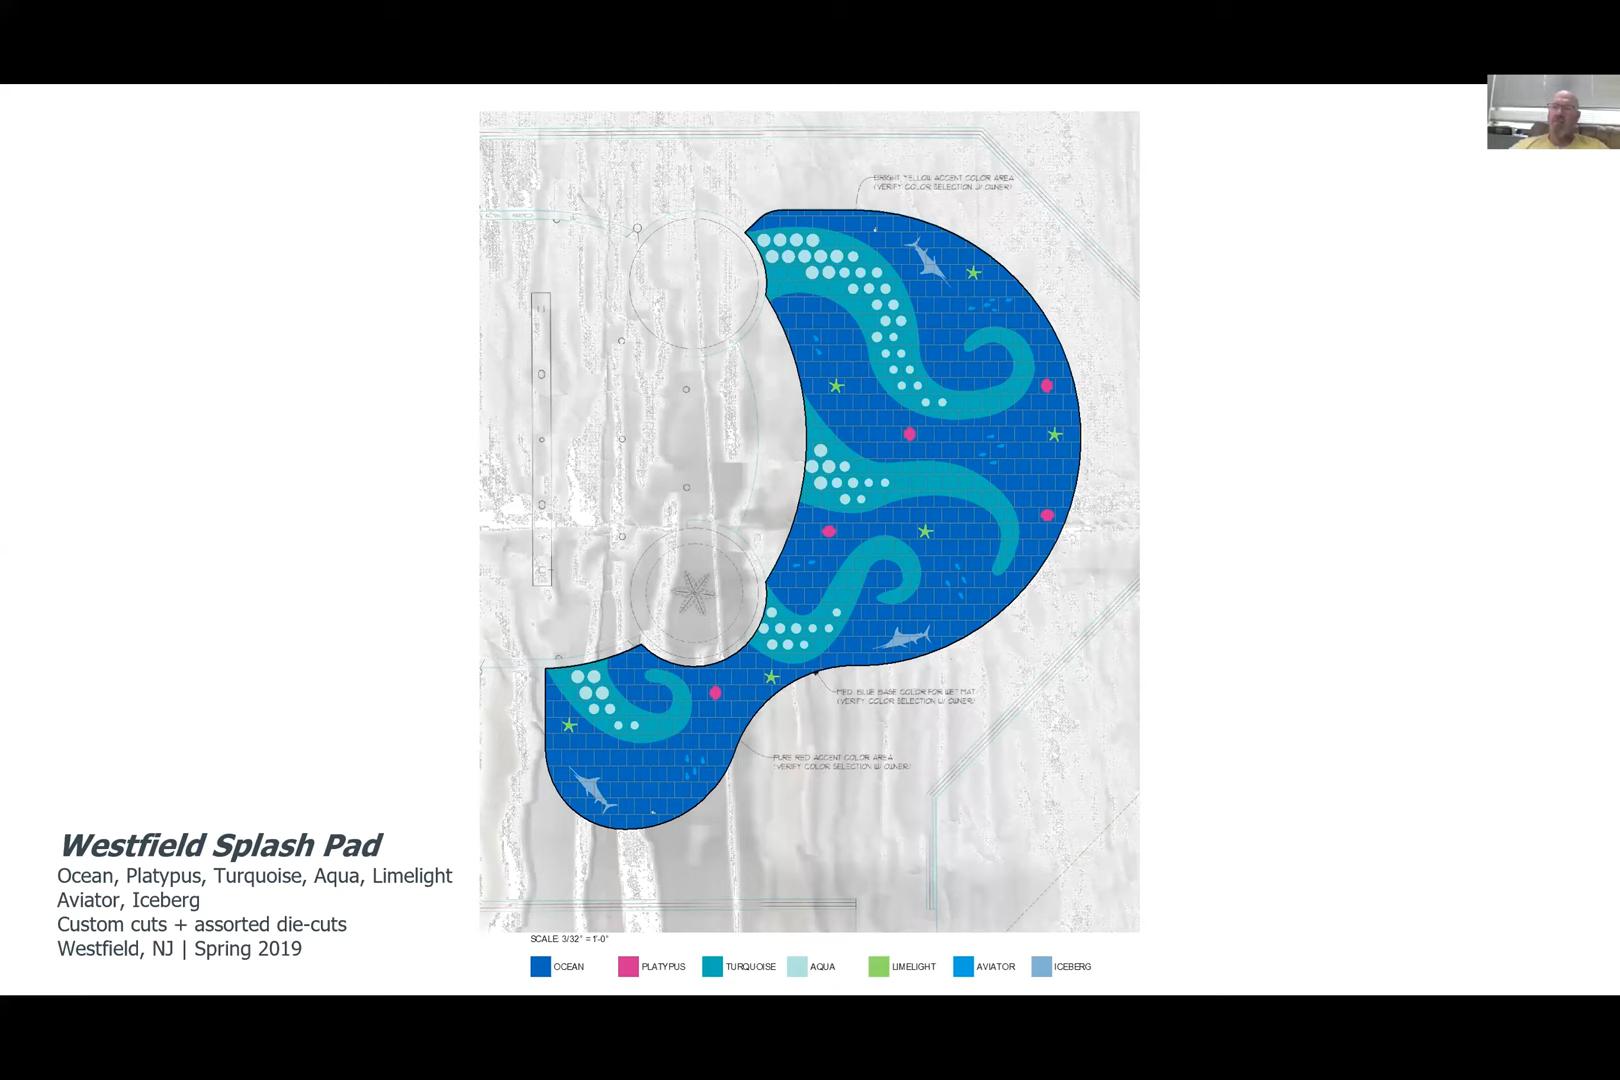 BRIGHT YELLOW ACCENT COLOR AREA
(VERIFY COLOR SELECTION W/ OWNER)
MED. BLUE BASE COLOR FOR WET MAT
(VERIFY COLOR SELECTION W/ OWNER)
PURE RED ACCENT COLOR AREA
(VERIFY COLOR SELECTION W/ OWNER)
Westfield Splash Pad
Ocean, Platypus, Turquoise, Aqua, Limelight
Aviator, Iceberg
Custom cuts + assorted die-cuts
Westfield, NJ | Spring 2019
SCALE: 3/32" = 1'-0"
OCEAN PLATYPUS TURQUOISE AQUA LIMELIGHT AVIATOR ICEBERG